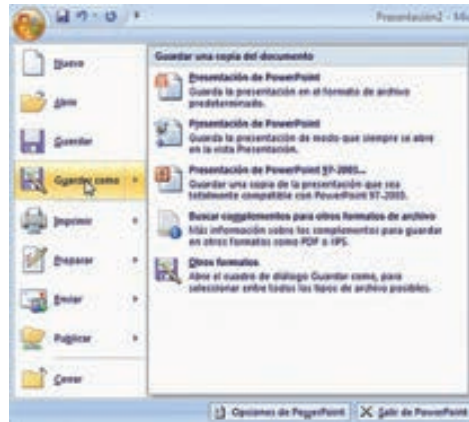 Presentación2 - M
Nuevo
Abrir
Guardar
Guardar como
Imprimir
Preparar
Enviar
Publicar
Cerrar
Guardar una copia del documento
Presentación de PowerPoint
Guarda la presentación en el formato de archivo
predeterminado.
Presentación de PowerPoint
Guarda la presentación de modo que siempre se abre
en la vista Presentación.
Presentación de PowerPoint 97-2003...
Guardar una copia de la presentación que sea
totalmente compatible con PowerPoint 97-2003.
Buscar complementos para otros formatos de archivo
Más información sobre los complementos para guardar
en otros formatos como PDF o XPS.
Otros formatos
Abre el cuadro de diálogo Guardar como, para
seleccionar entre todos los tipos de archivo posibles.
Opciones de PowerPoint
Salir de PowerPoint